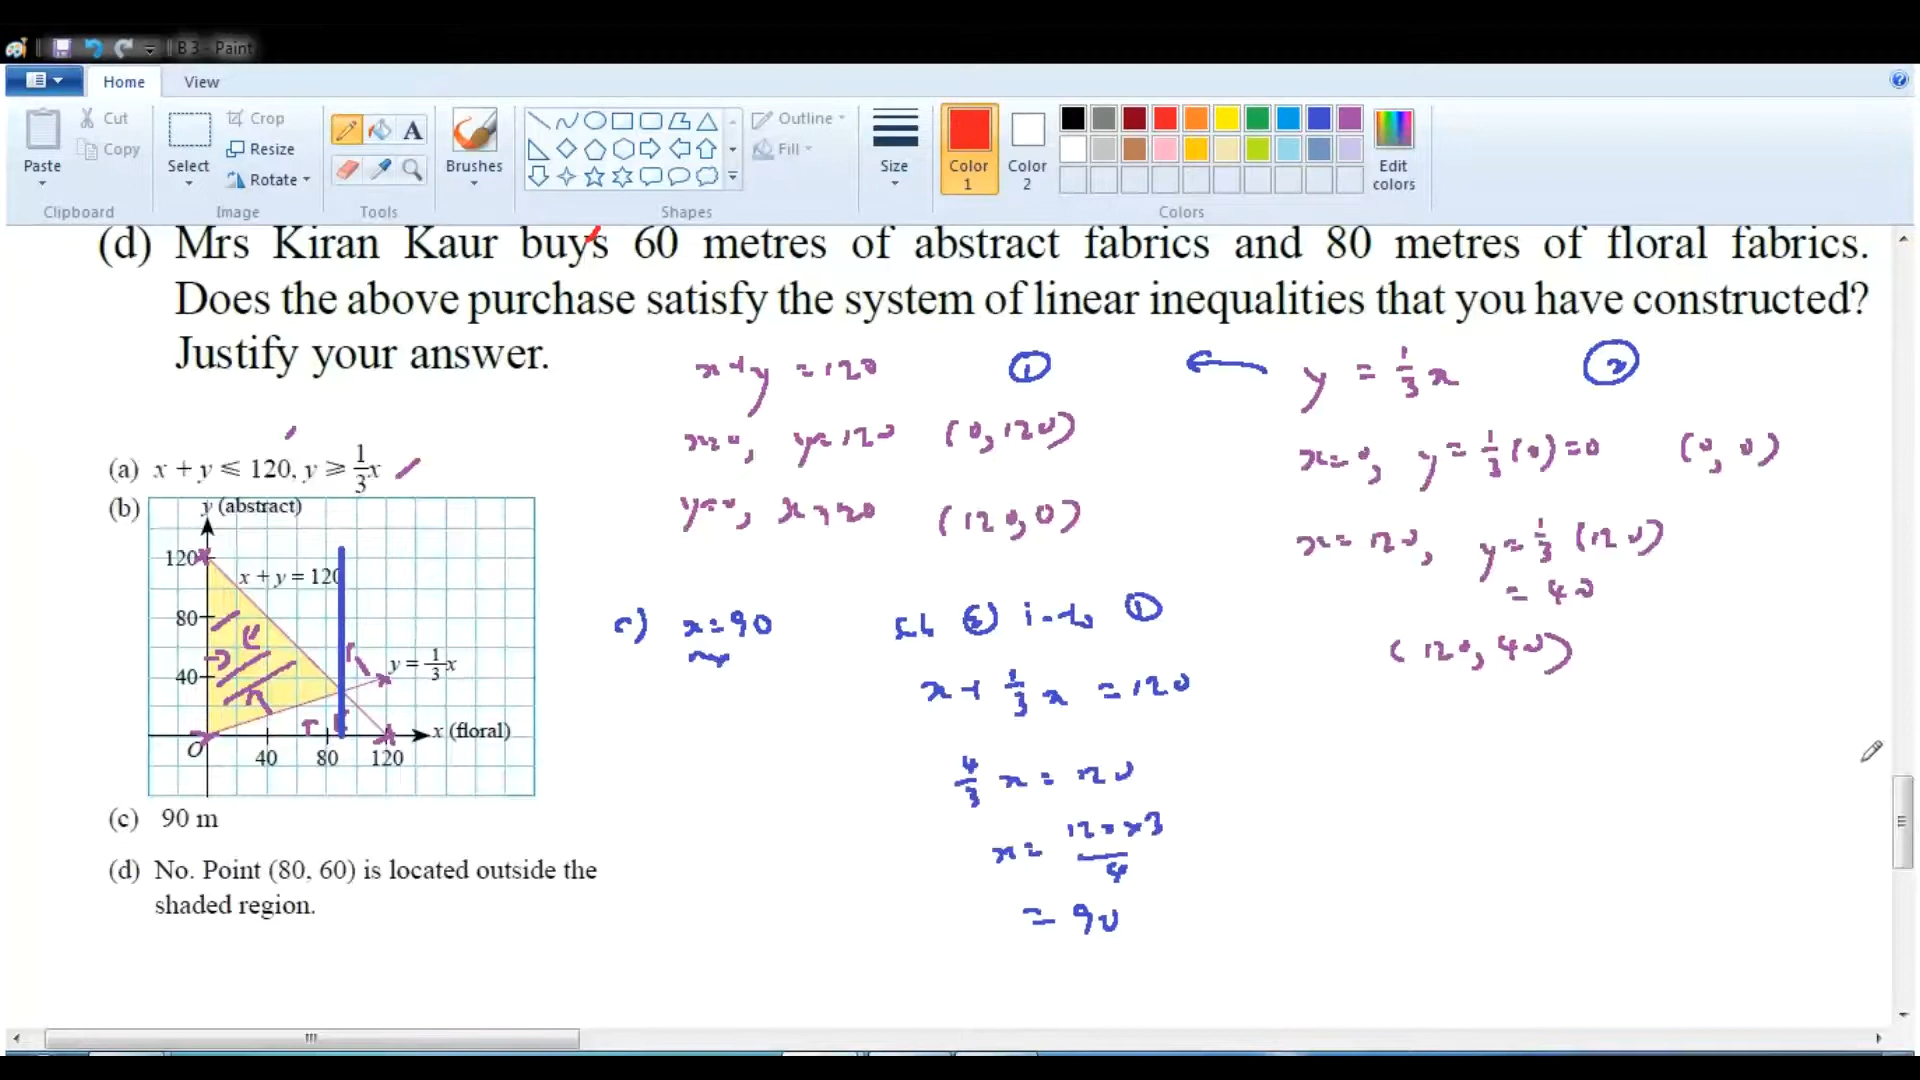 B 3 - Paint
Home View
Paste Cut Copy
Clipboard
Select Crop Resize Rotate
Image
A
Tools
Brushes
Shapes
Outline
Fill
Size
Color 1
Color 2
Edit colors
Colors
(d) Mrs Kiran Kaur buys 60 metres of abstract fabrics and 80 metres of floral fabrics.
Does the above purchase satisfy the system of linear inequalities that you have constructed?
Justify your answer.
(a) x + y ⩽ 120, y ⩾ 1/3 x
(b)
y (abstract)
120
x + y = 120
80
y = 1/3 x
40
x (floral)
O 40 80 120
(c) 90 m
(d) No. Point (80, 60) is located outside the
shaded region.
x + y = 120 ①
x=0, y=120 (0, 120)
y=0, x=120 (120, 0)
y = 1/3 x ②
x=0, y = 1/3 (0) = 0 (0, 0)
x = 120, y = 1/3 (120)
= 40
(120, 40)
c) x = 90
Sub ② into ①
x + 1/3 x = 120
4/3 x = 120
x = 120 x 3 / 4
= 90